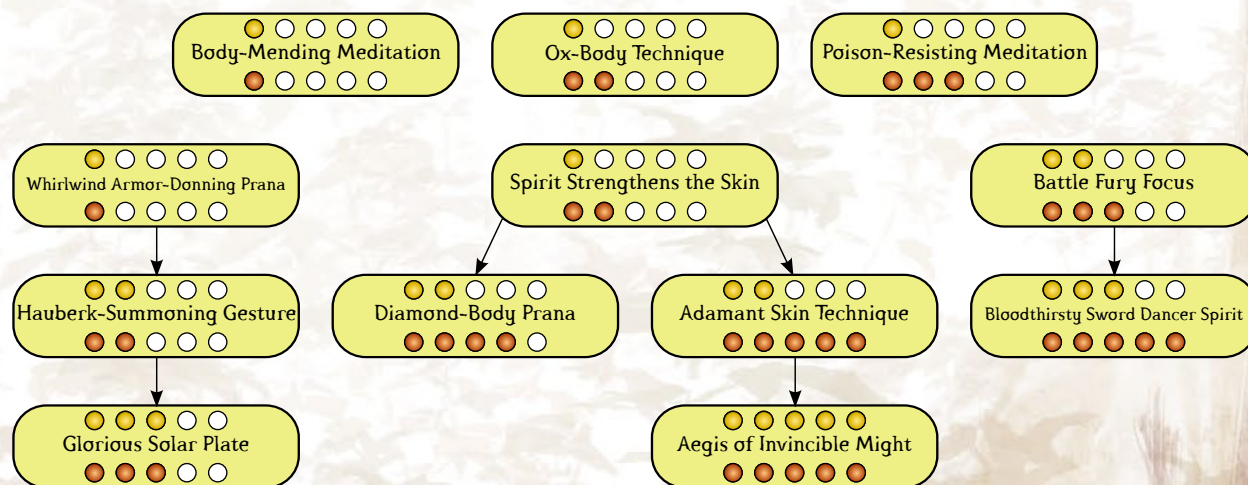 Body-Mending Meditation
Ox-Body Technique
Poison-Resisting Meditation
Whirlwind Armor-Donning Prana
Spirit Strengthens the Skin
Battle Fury Focus
Hauberk-Summoning Gesture
Diamond-Body Prana
Adamant Skin Technique
Bloodthirsty Sword Dancer Spirit
Glorious Solar Plate
Aegis of Invincible Might